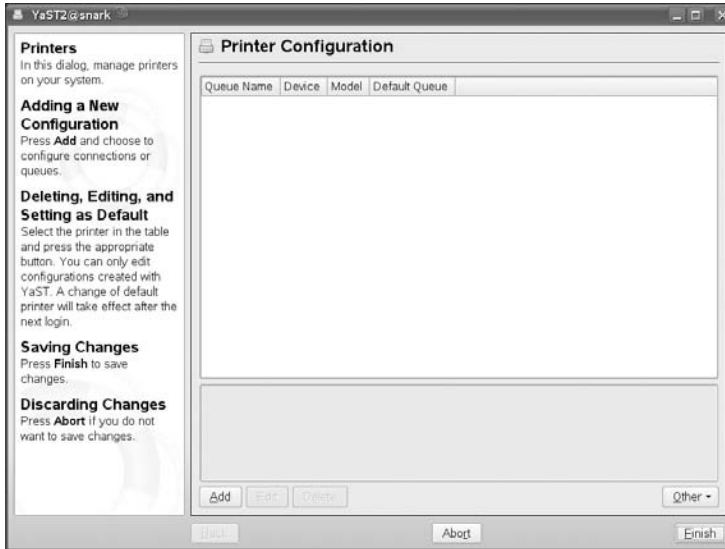 YaST2@snark
Printers
In this dialog, manage printers
on your system.
Adding a New
Configuration
Press Add and choose to
configure connections or
queues.
Deleting, Editing, and
Setting as Default
Select the printer in the table
and press the appropriate
button. You can only edit
configurations created with
YaST. A change of default
printer will take effect after the
next login.
Saving Changes
Press Finish to save
changes.
Discarding Changes
Press Abort if you do not
want to save changes.
Printer Configuration
Queue Name Device Model Default Queue
Add Edit Delete Other
Back Abort Finish